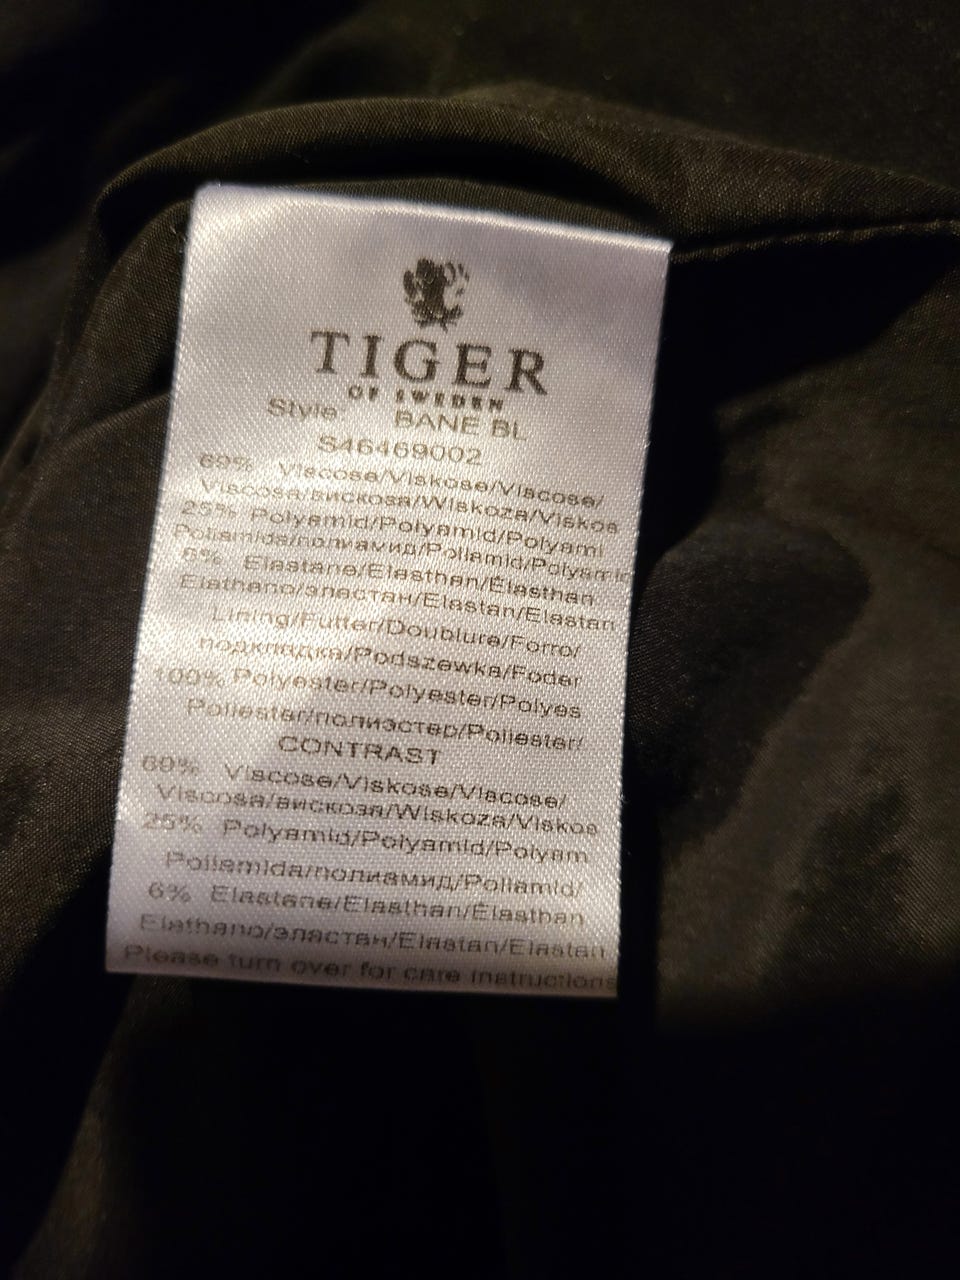 TIGER
OF SWEDEN
Style BANE BL
S46469002
69% Viscose/Viskose/Viscose/
Viscosa/вискоза/Wiskoza/Viskos
25% Polyamid/Polyamid/Polyami
Poliamida/полиамид/Poliamid/Polyamid
6% Elastane/Elasthan/Élasthan
Elathano/эластан/Elastan/Elastan
Lining/Futter/Doublure/Forro/
подкладка/Podszewka/Foder
100% Polyester/Polyester/Polyes
Poliester/полиэстер/Poliester/
CONTRAST
69% Viscose/Viskose/Viscose/
Viscosa/вискоза/Wiskoza/Viskos
25% Polyamid/Polyamid/Polyam
Poliamida/полиамид/Poliamid/
6% Elastane/Elasthan/Élasthan
Elathano/эластан/Elastan/Elastan
Please turn over for care instructions